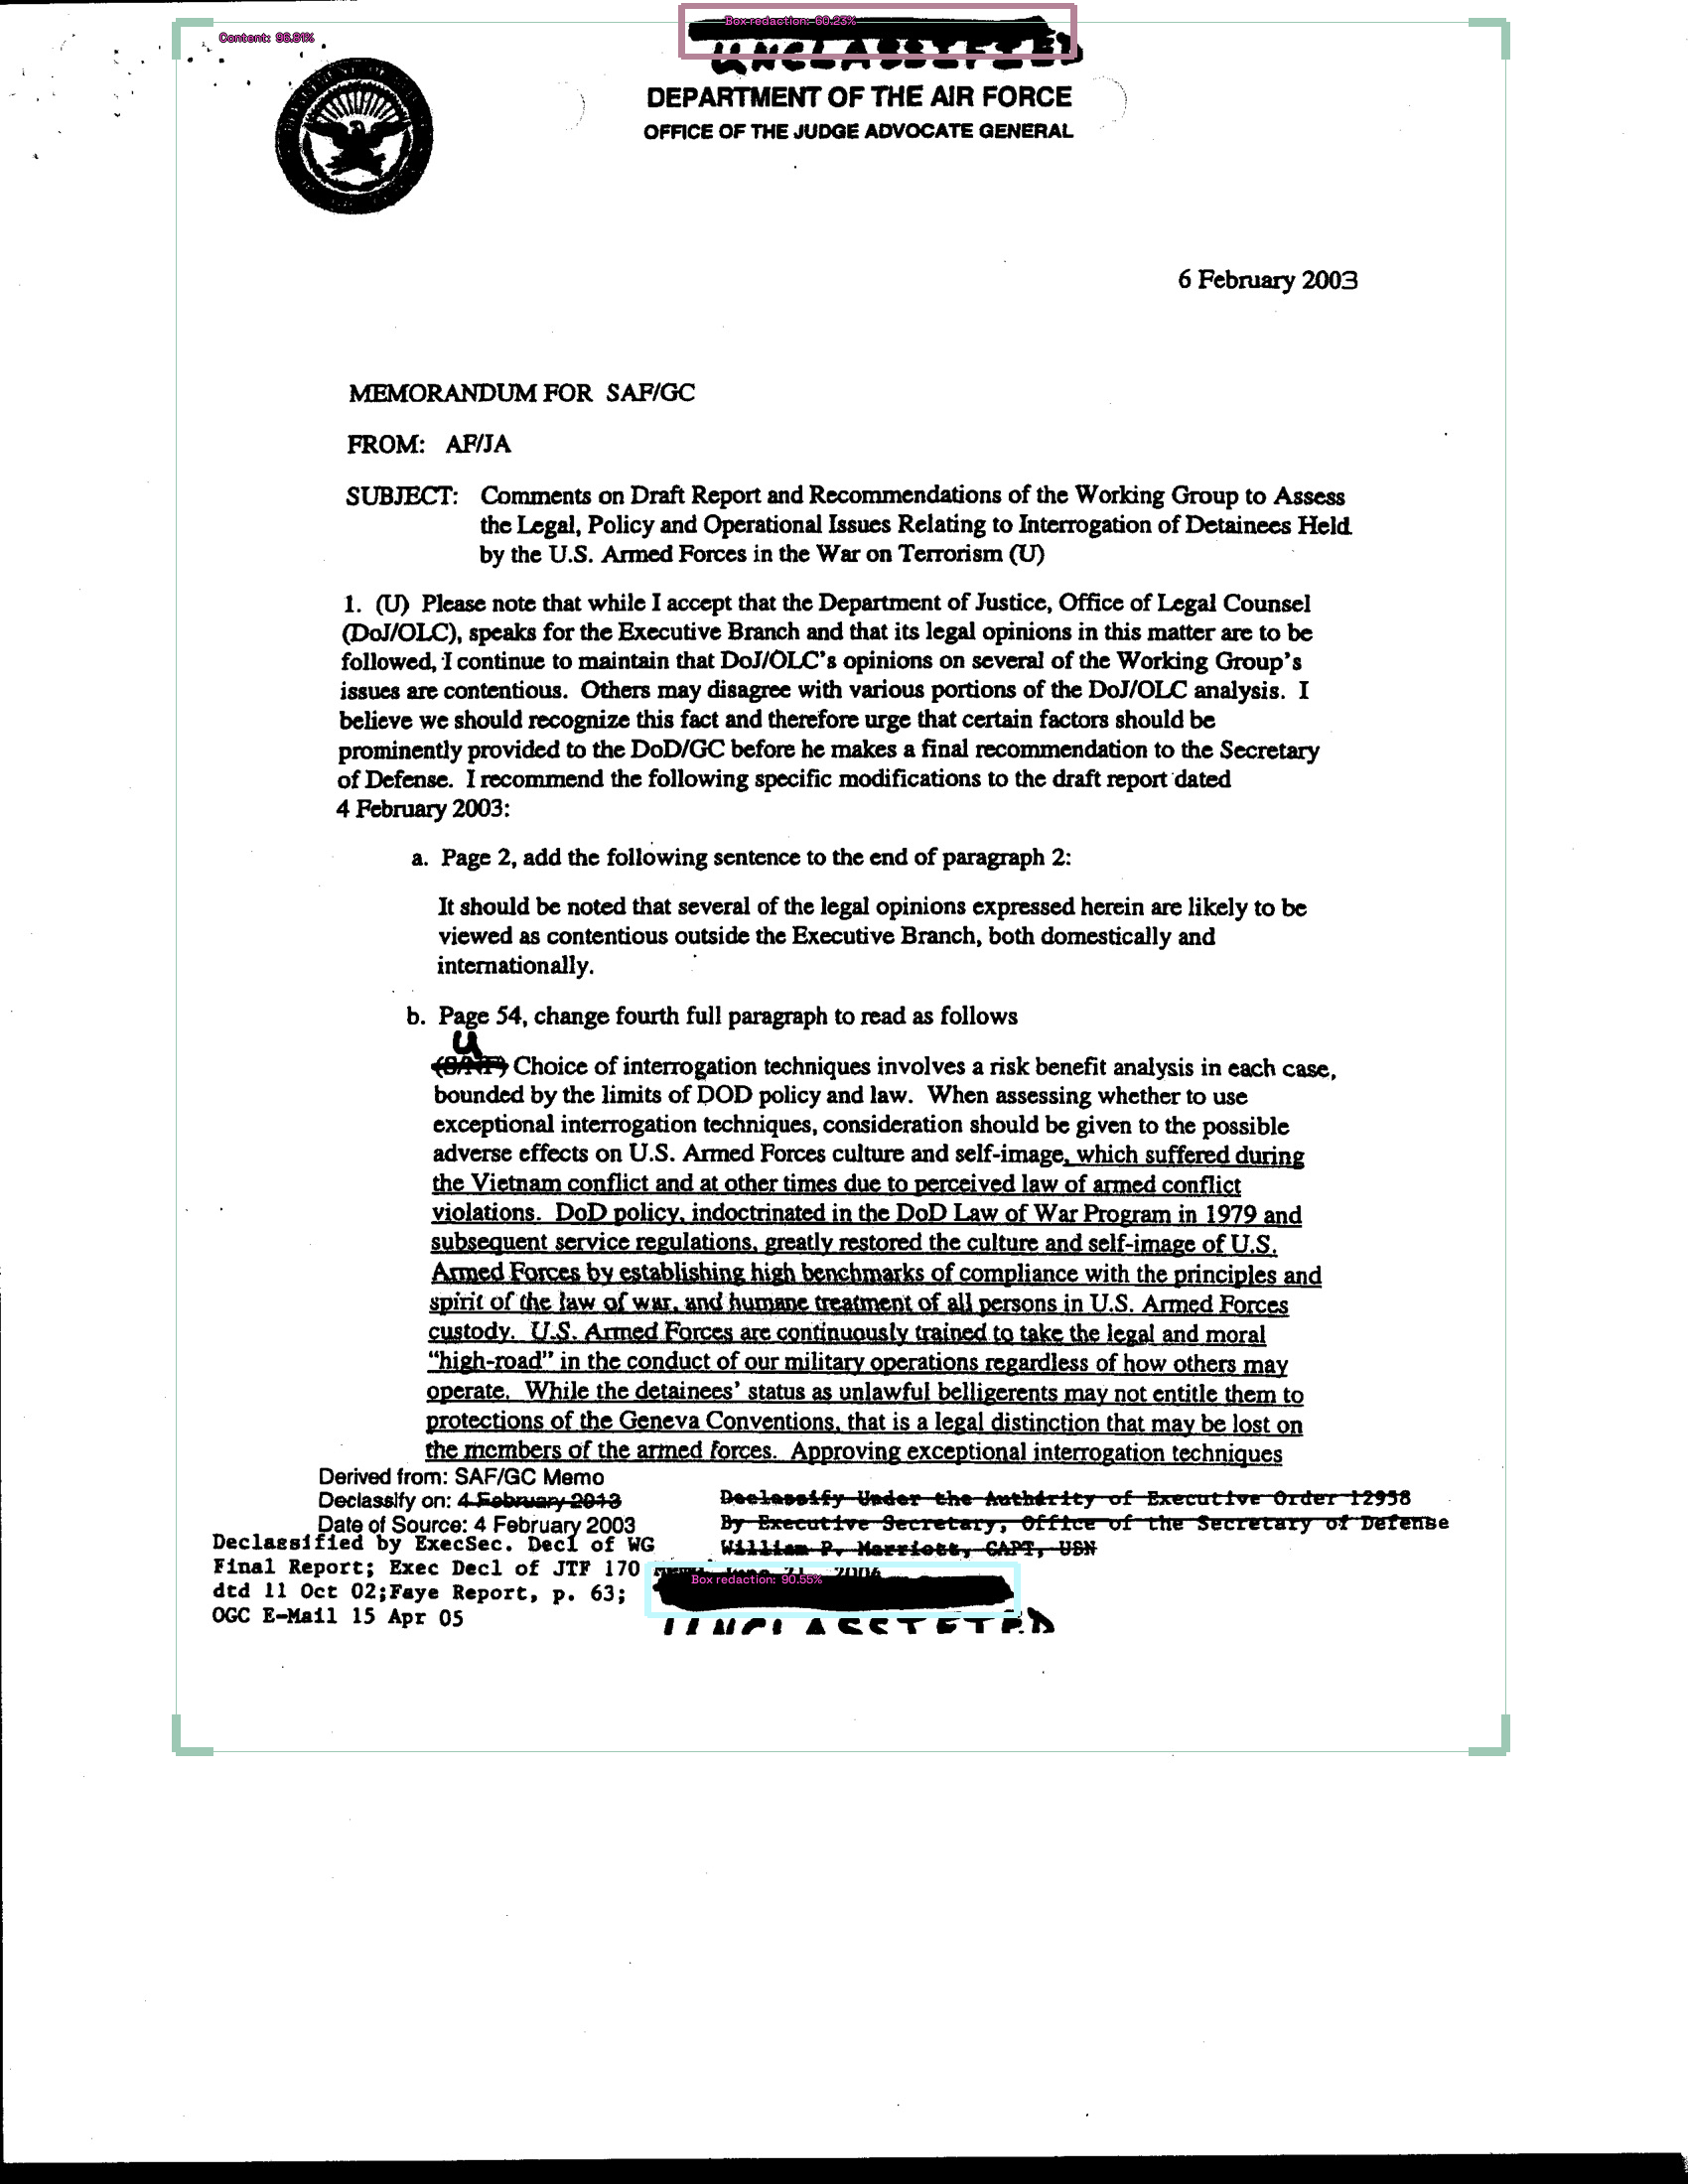 Box redaction: 60.23%
Content: 96.81%
UNCLASSIFIED
DEPARTMENT OF THE AIR FORCE
OFFICE OF THE JUDGE ADVOCATE GENERAL
6 February 2003
MEMORANDUM FOR SAF/GC
FROM: AF/JA
SUBJECT: Comments on Draft Report and Recommendations of the Working Group to Assess
the Legal, Policy and Operational Issues Relating to Interrogation of Detainees Held
by the U.S. Armed Forces in the War on Terrorism (U)
1. (U) Please note that while I accept that the Department of Justice, Office of Legal Counsel
(DoJ/OLC), speaks for the Executive Branch and that its legal opinions in this matter are to be
followed, I continue to maintain that DoJ/OLC's opinions on several of the Working Group's
issues are contentious. Others may disagree with various portions of the DoJ/OLC analysis. I
believe we should recognize this fact and therefore urge that certain factors should be
prominently provided to the DoD/GC before he makes a final recommendation to the Secretary
of Defense. I recommend the following specific modifications to the draft report dated
4 February 2003:
a. Page 2, add the following sentence to the end of paragraph 2:
It should be noted that several of the legal opinions expressed herein are likely to be
viewed as contentious outside the Executive Branch, both domestically and
internationally.
b. Page 54, change fourth full paragraph to read as follows
U
Choice of interrogation techniques involves a risk benefit analysis in each case,
bounded by the limits of DOD policy and law. When assessing whether to use
exceptional interrogation techniques, consideration should be given to the possible
adverse effects on U.S. Armed Forces culture and self-image, which suffered during
the Vietnam conflict and at other times due to perceived law of armed conflict
violations. DoD policy, indoctrinated in the DoD Law of War Program in 1979 and
subsequent service regulations, greatly restored the culture and self-image of U.S.
Armed Forces by establishing high benchmarks of compliance with the principles and
spirit of the law of war, and humane treatment of all persons in U.S. Armed Forces
custody. U.S. Armed Forces are continuously trained to take the legal and moral
"high-road" in the conduct of our military operations regardless of how others may
operate. While the detainees' status as unlawful belligerents may not entitle them to
protections of the Geneva Conventions, that is a legal distinction that may be lost on
the members of the armed forces. Approving exceptional interrogation techniques
Derived from: SAF/GC Memo
Declassify on: 4 February 2013
Date of Source: 4 February 2003
Declassified by ExecSec. Decl of WG
Final Report; Exec Decl of JTF 170
dtd 11 Oct 02;Faye Report, p. 63;
OGC E-Mail 15 Apr 05
Declassify Under the Authority of Executive Order 12958
By Executive Secretary, Office of the Secretary of Defense
William P. Marriott, CAPT, USN
Box redaction: 90.55%
UNCLASSIFIED